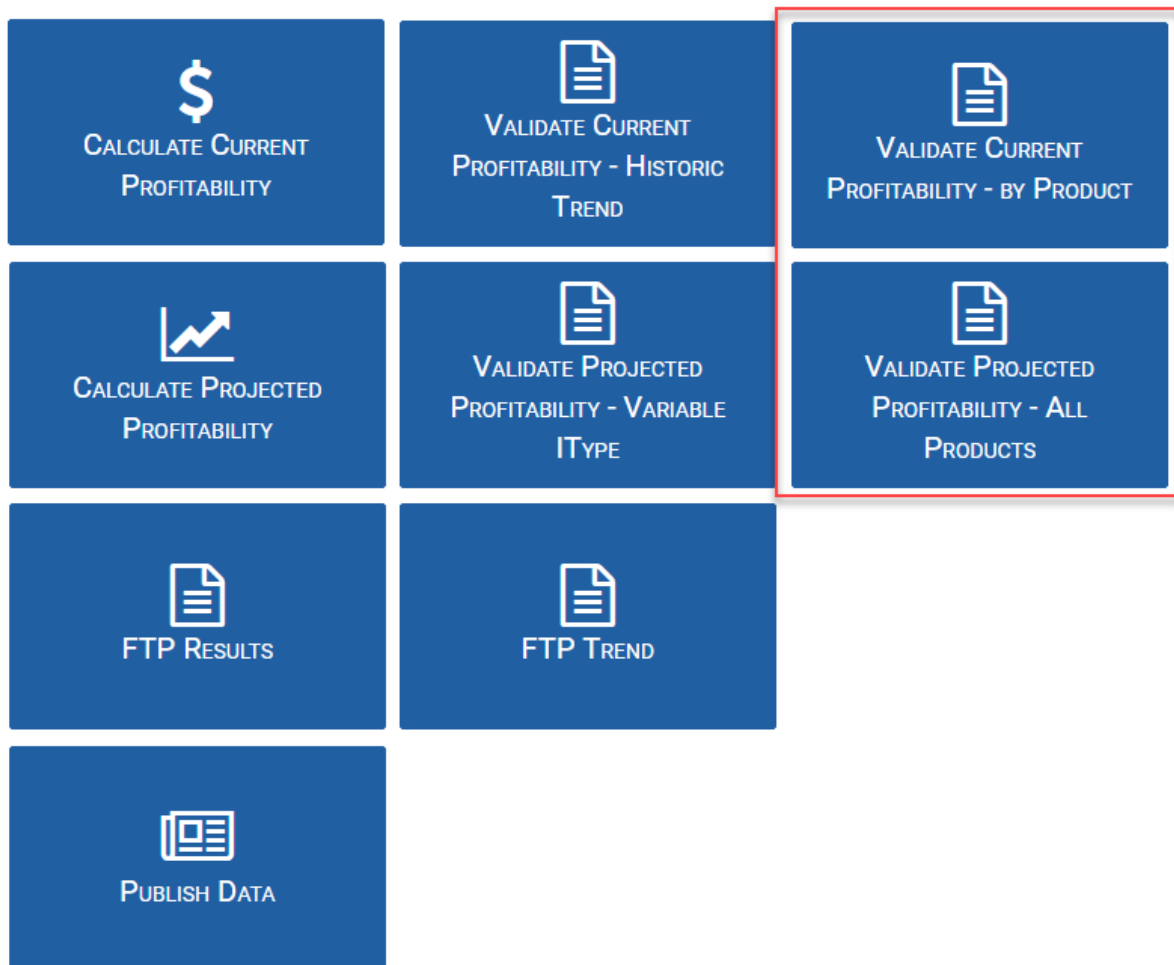 Calculate Current
Profitability
Validate Current
Profitability - Historic
Trend
Validate Current
Profitability - by Product
Calculate Projected
Profitability
Validate Projected
Profitability - Variable
IType
Validate Projected
Profitability - All
Products
FTP Results
FTP Trend
Publish Data